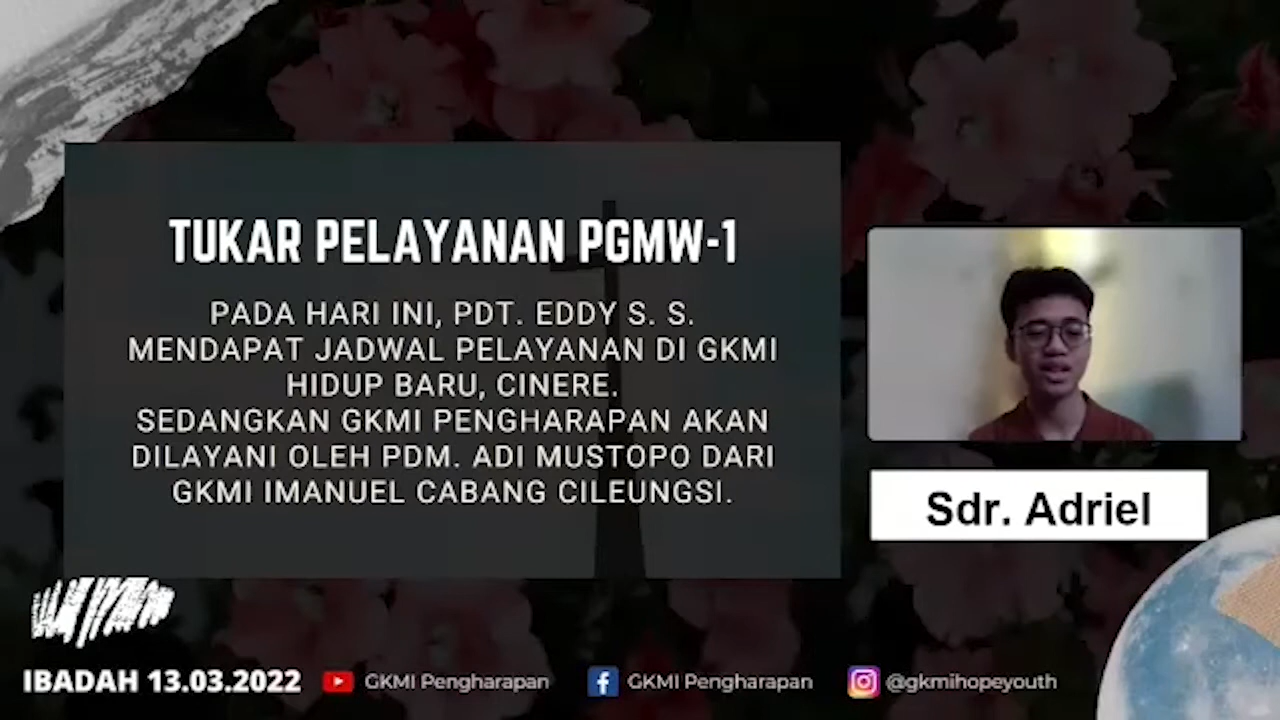 TUKAR PELAYANAN PGMW-1
PADA HARI INI, PDT. EDDY S. S.
MENDAPAT JADWAL PELAYANAN DI GKMI
HIDUP BARU, CINERE.
SEDANGKAN GKMI PENGHARAPAN AKAN
DILAYANI OLEH PDM. ADI MUSTOPO DARI
GKMI IMANUEL CABANG CILEUNGSI.
Sdr. Adriel
IBADAH 13.03.2022
GKMI Pengharapan
GKMI Pengharapan
@gkmihopeyouth